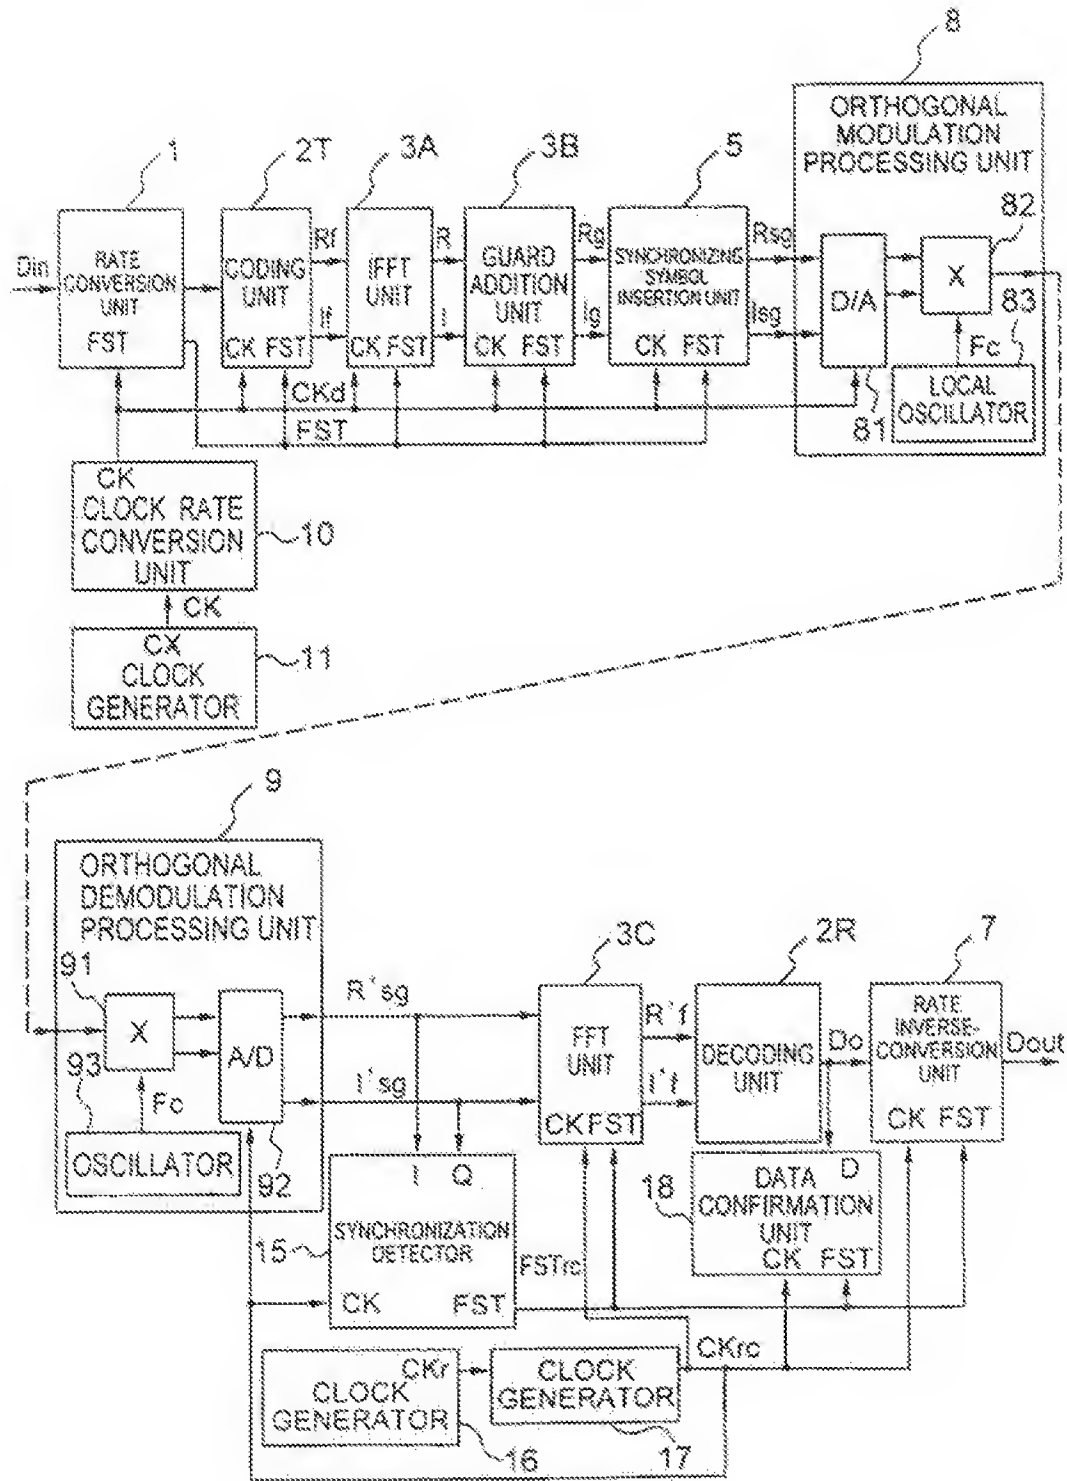 8
ORTHOGONAL
MODULATION
PROCESSING UNIT
1
2T
3A
3B
5
82
Din
RATE
CONVERSION
UNIT
FST
CODING
UNIT
CK FST
Rf
If
IFFT
UNIT
CK FST
R
I
GUARD
ADDITION
UNIT
CK FST
Rg
Ig
SYNCHRONIZING
SYMBOL
INSERTION UNIT
CK FST
Rsg
Isg
D/A
X
83
Fc
LOCAL
OSCILLATOR
81
CKd
FST
CK
CLOCK RATE
CONVERSION
UNIT
10
CK
CX
CLOCK
GENERATOR
11
9
ORTHOGONAL
DEMODULATION
PROCESSING UNIT
91
X
93
Fc
OSCILLATOR
A/D
92
R'sg
I'sg
3C
FFT
UNIT
CK FST
R'f
I'f
2R
DECODING
UNIT
Do
7
RATE
INVERSE-
CONVERSION
UNIT
CK FST
Dout
I Q
15
SYNCHRONIZATION
DETECTOR
CK FST
FSTrc
18
D
DATA
CONFIRMATION
UNIT
CK FST
CKrc
CKr
CLOCK
GENERATOR
16
CLOCK
GENERATOR
17